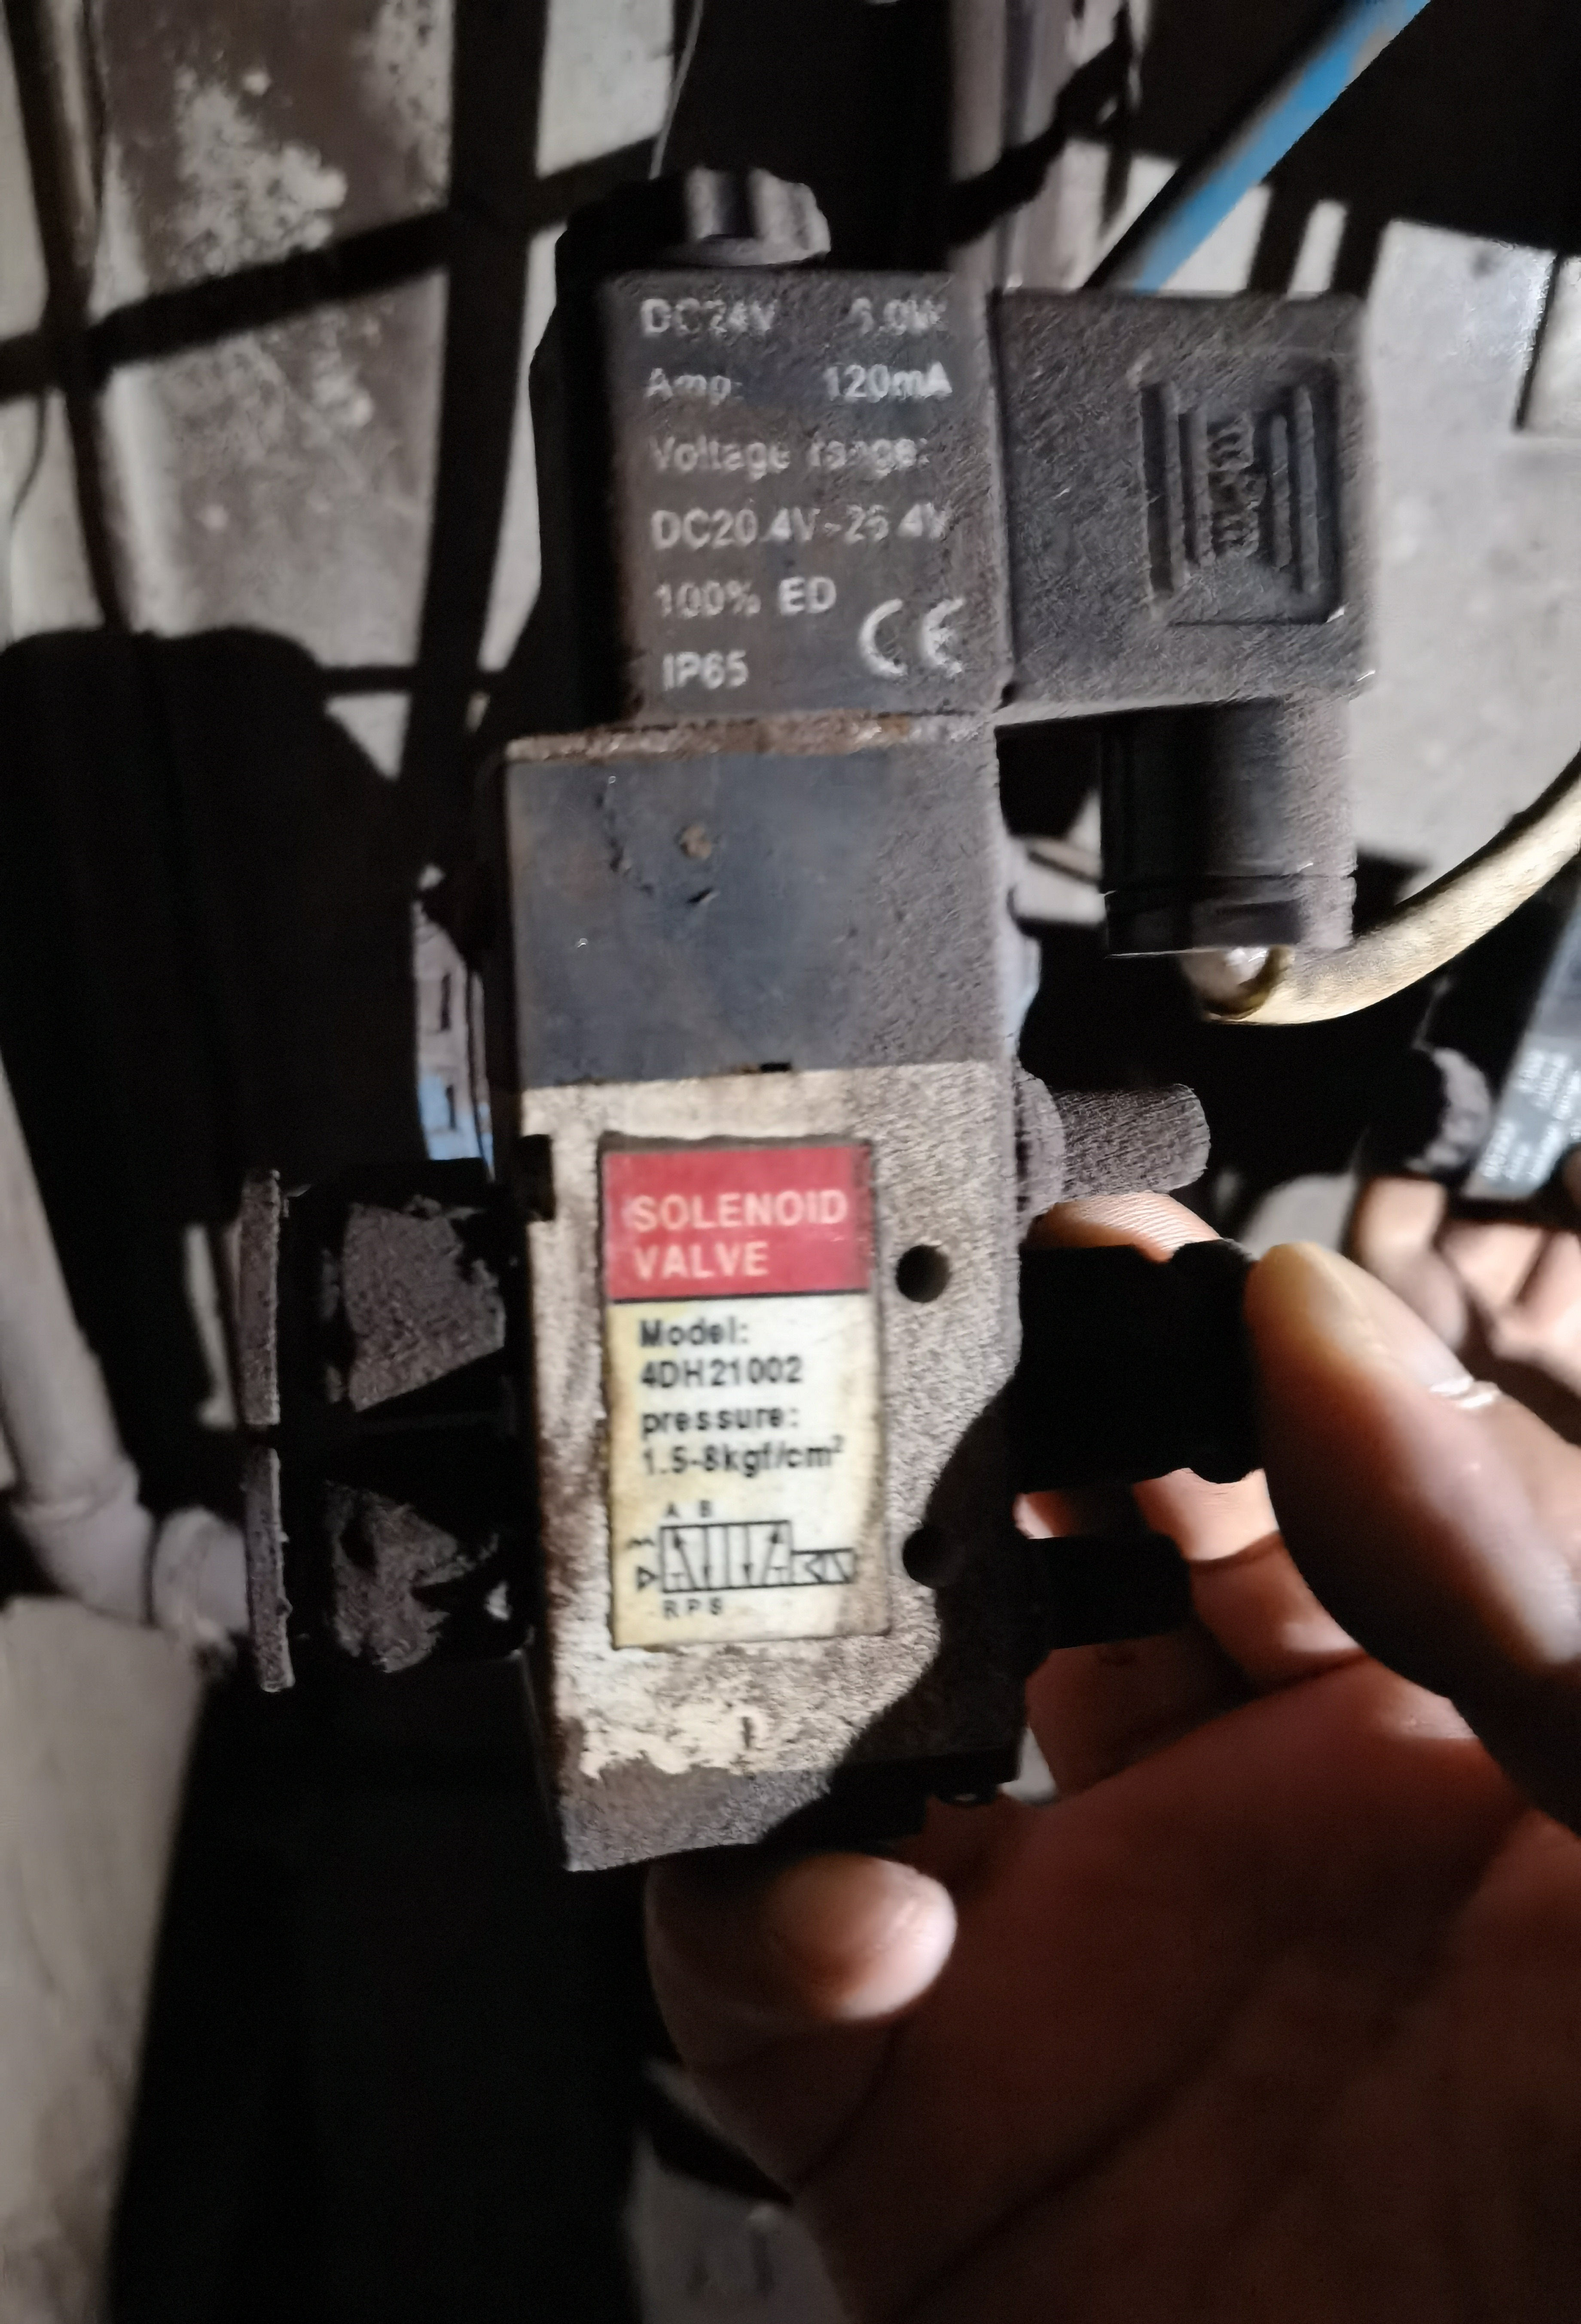 DC24V
Amp: 120mA
Voltage range:
DC20.4V~26.4V
100% ED
IP65 CE
SOLENOID
VALVE
Model:
4DH21002
pressure:
1.5-8kgf/cm²
A B
R P S